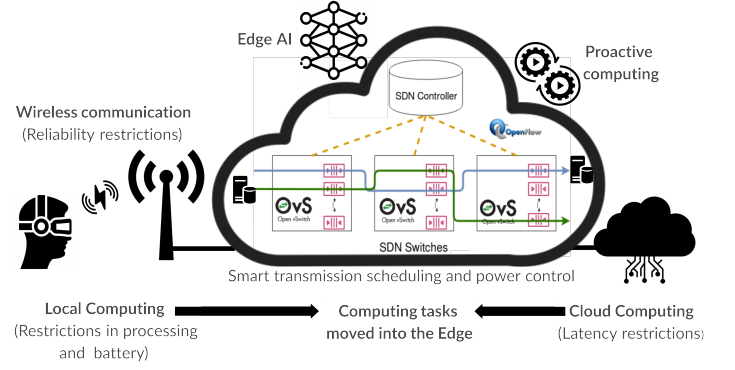 Edge AI
Proactive
computing
SDN Controller
Wireless communication
(Reliability restrictions)
OpenFlow
OvS
Open vSwitch
OvS
Open vSwitch
OvS
Open vSwitch
SDN Switches
Smart transmission scheduling and power control
Local Computing
(Restrictions in processing
and battery)
Computing tasks
moved into the Edge
Cloud Computing
(Latency restrictions)